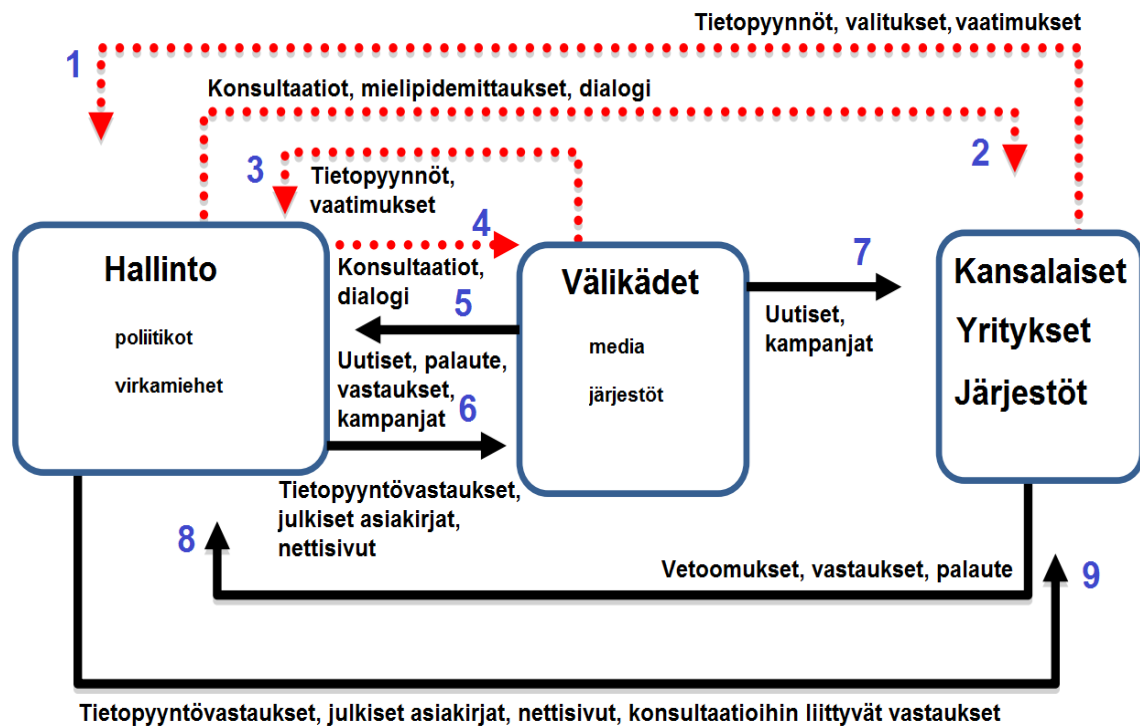 Tietopyynnöt, valitukset, vaatimukset
1
Konsultaatiot, mielipidemittaukset, dialogi
2
3
Tietopyynnöt,
vaatimukset
4
Hallinto
poliitikot
virkamiehet
Konsultaatiot,
dialogi
5
Uutiset, palaute,
vastaukset,
kampanjat
6
Välikädet
media
järjestöt
7
Uutiset,
kampanjat
Kansalaiset
Yritykset
Järjestöt
Tietopyyntövastaukset,
julkiset asiakirjat,
nettisivut
8
Vetoomukset, vastaukset, palaute
9
Tietopyyntövastaukset, julkiset asiakirjat, nettisivut, konsultaatioihin liittyvät vastaukset